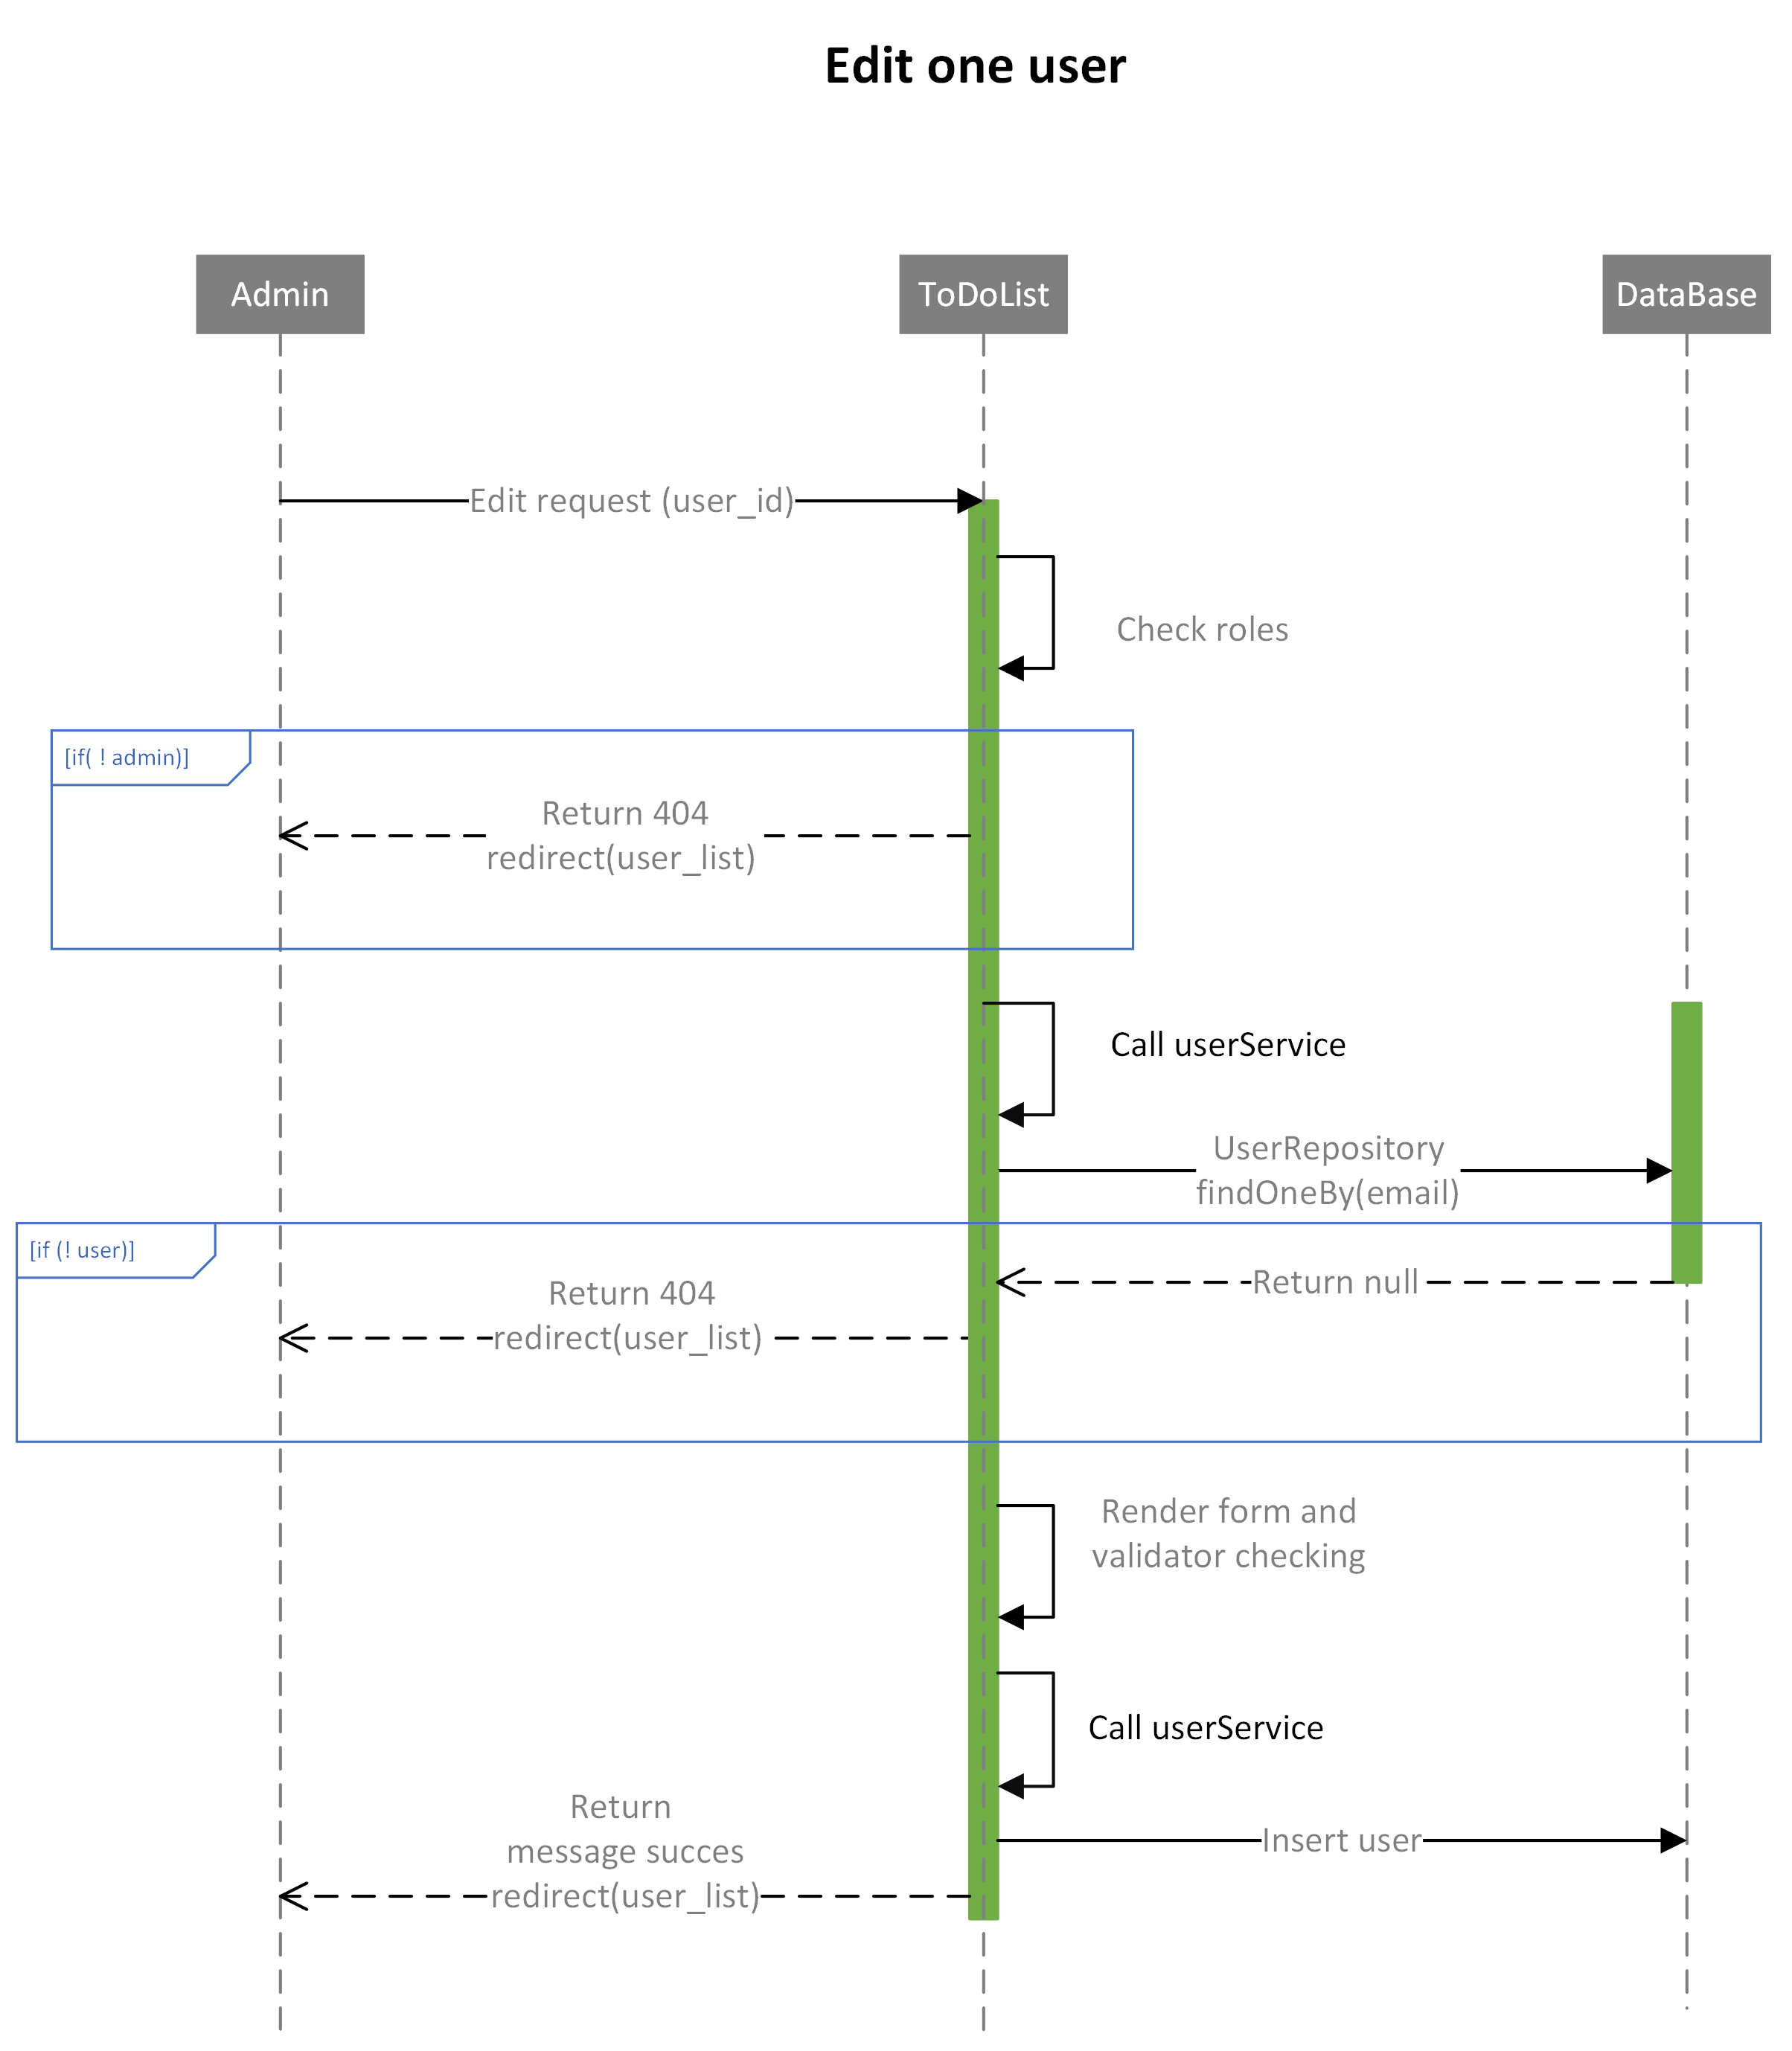 Edit one user
Admin
ToDoList
DataBase
Edit request (user_id)
Check roles
[if( ! admin)]
Return 404
redirect(user_list)
Call userService
UserRepository
findOneBy(email)
[if (! user)]
Return null
Return 404
redirect(user_list)
Render form and
validator checking
Call userService
Insert user
Return
message succes
redirect(user_list)